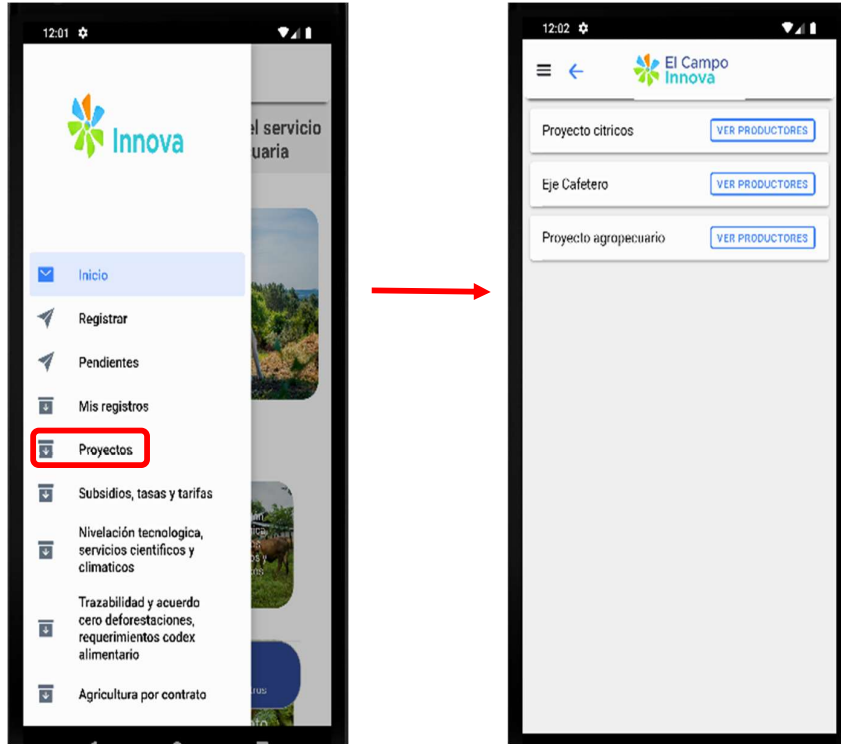 12:01
Innova
el servicio
uaria
Inicio
Registrar
Pendientes
Mis registros
Proyectos
Subsidios, tasas y tarifas
Nivelación tecnologica,
servicios cientificos y
climaticos
Trazabilidad y acuerdo
cero deforestaciones,
requerimientos codex
alimentario
Agricultura por contrato
12:02
El Campo
Innova
Proyecto citricos
VER PRODUCTORES
Eje Cafetero
VER PRODUCTORES
Proyecto agropecuario
VER PRODUCTORES